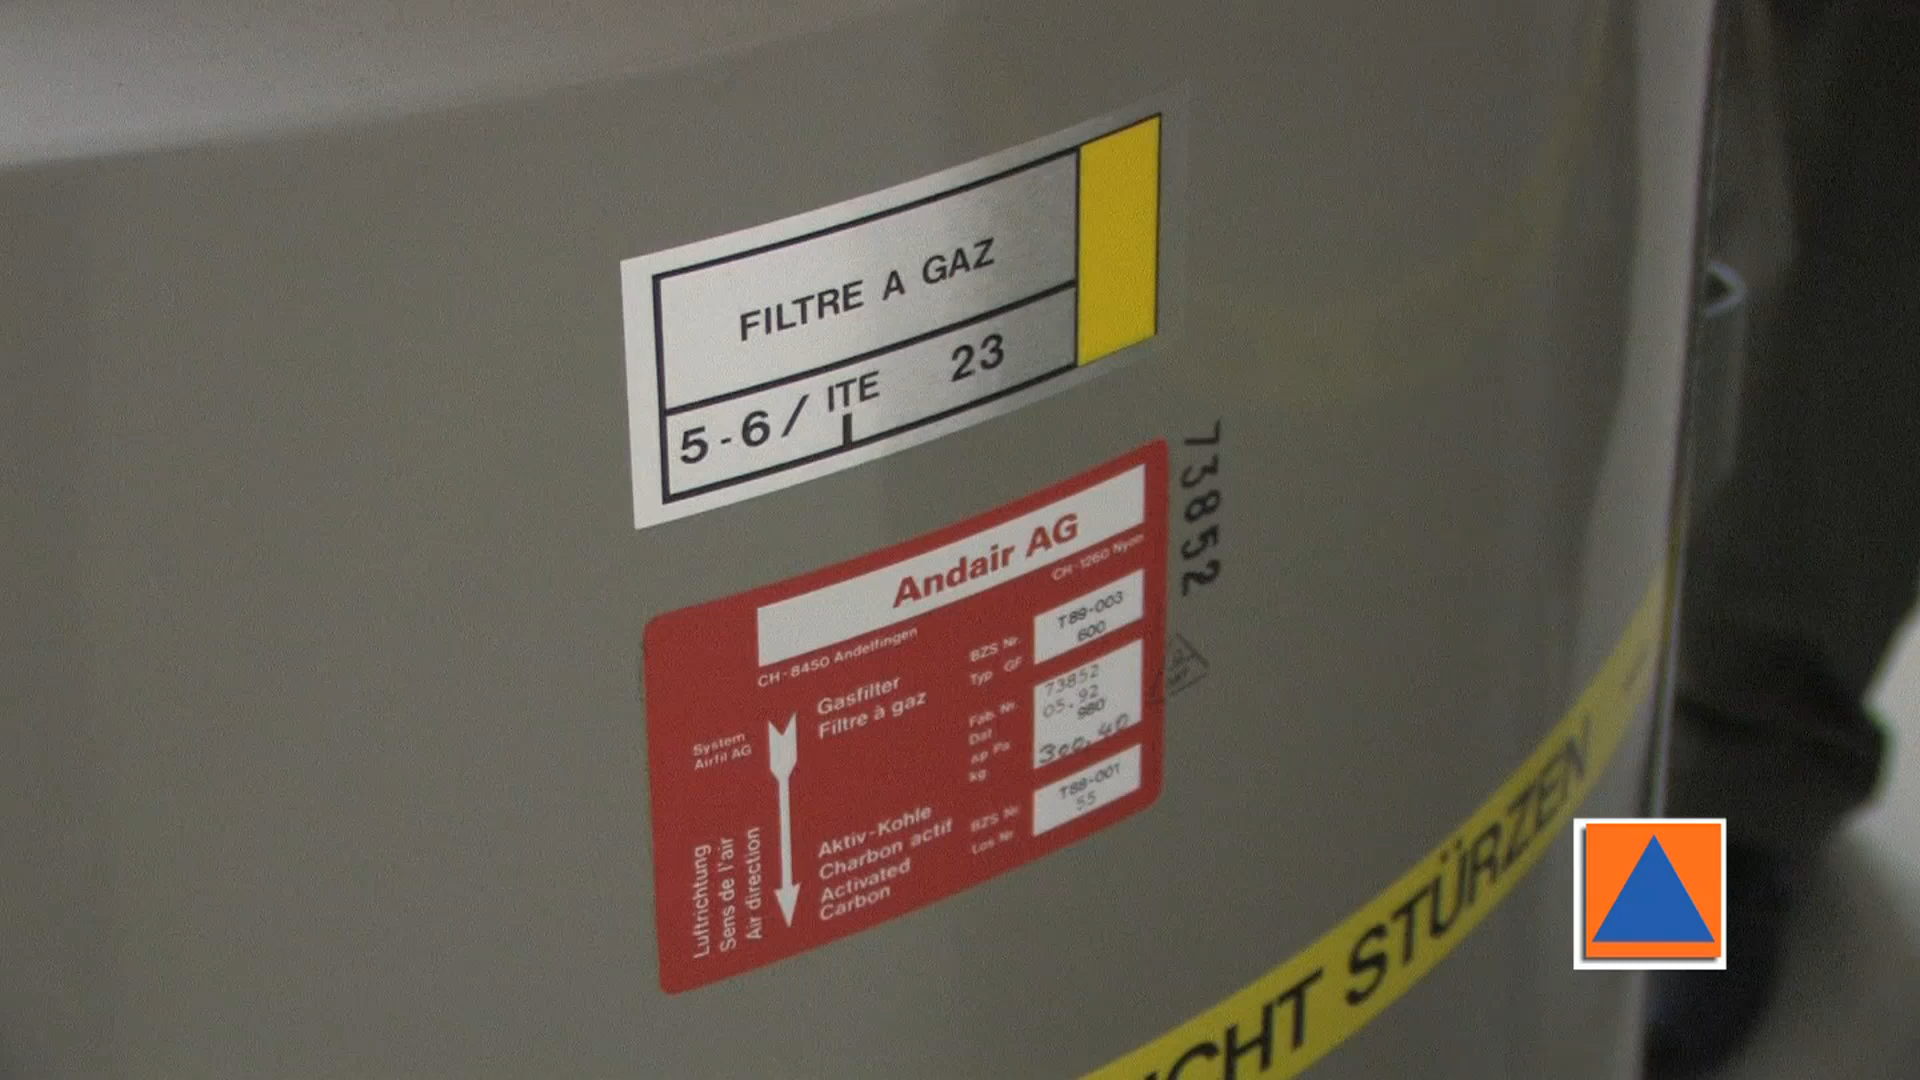 FILTRE A GAZ
5-6/ ITE 23
73852
Andair AG
CH-8450 Andelfingen
CH-1260 Nyon
Gasfilter
Filtre à gaz
System
Airfil AG
Luftrichtung
Sens de l'air
Air direction
Aktiv-Kohle
Charbon actif
Activated
Carbon
BZS Nr. T89-003
Typ GF 600
Fab. Nr. 73852
Dat. 05.92
ap Pa 980
kg 300.40
BZS Nr. T88-001
Los Nr. 55
ICHT STÜRZEN